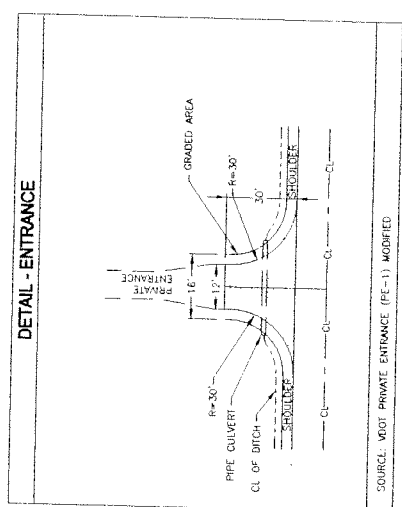 DETAIL - ENTRANCE
PRIVATE
ENTRANCE
GRADED AREA
16'
12'
R=30'
R=30'
30'
PIPE CULVERT
CL OF DITCH
SHOULDER
SHOULDER
CL
CL
CL
CL
SOURCE: VDOT PRIVATE ENTRANCE (PE-1) MODIFIED